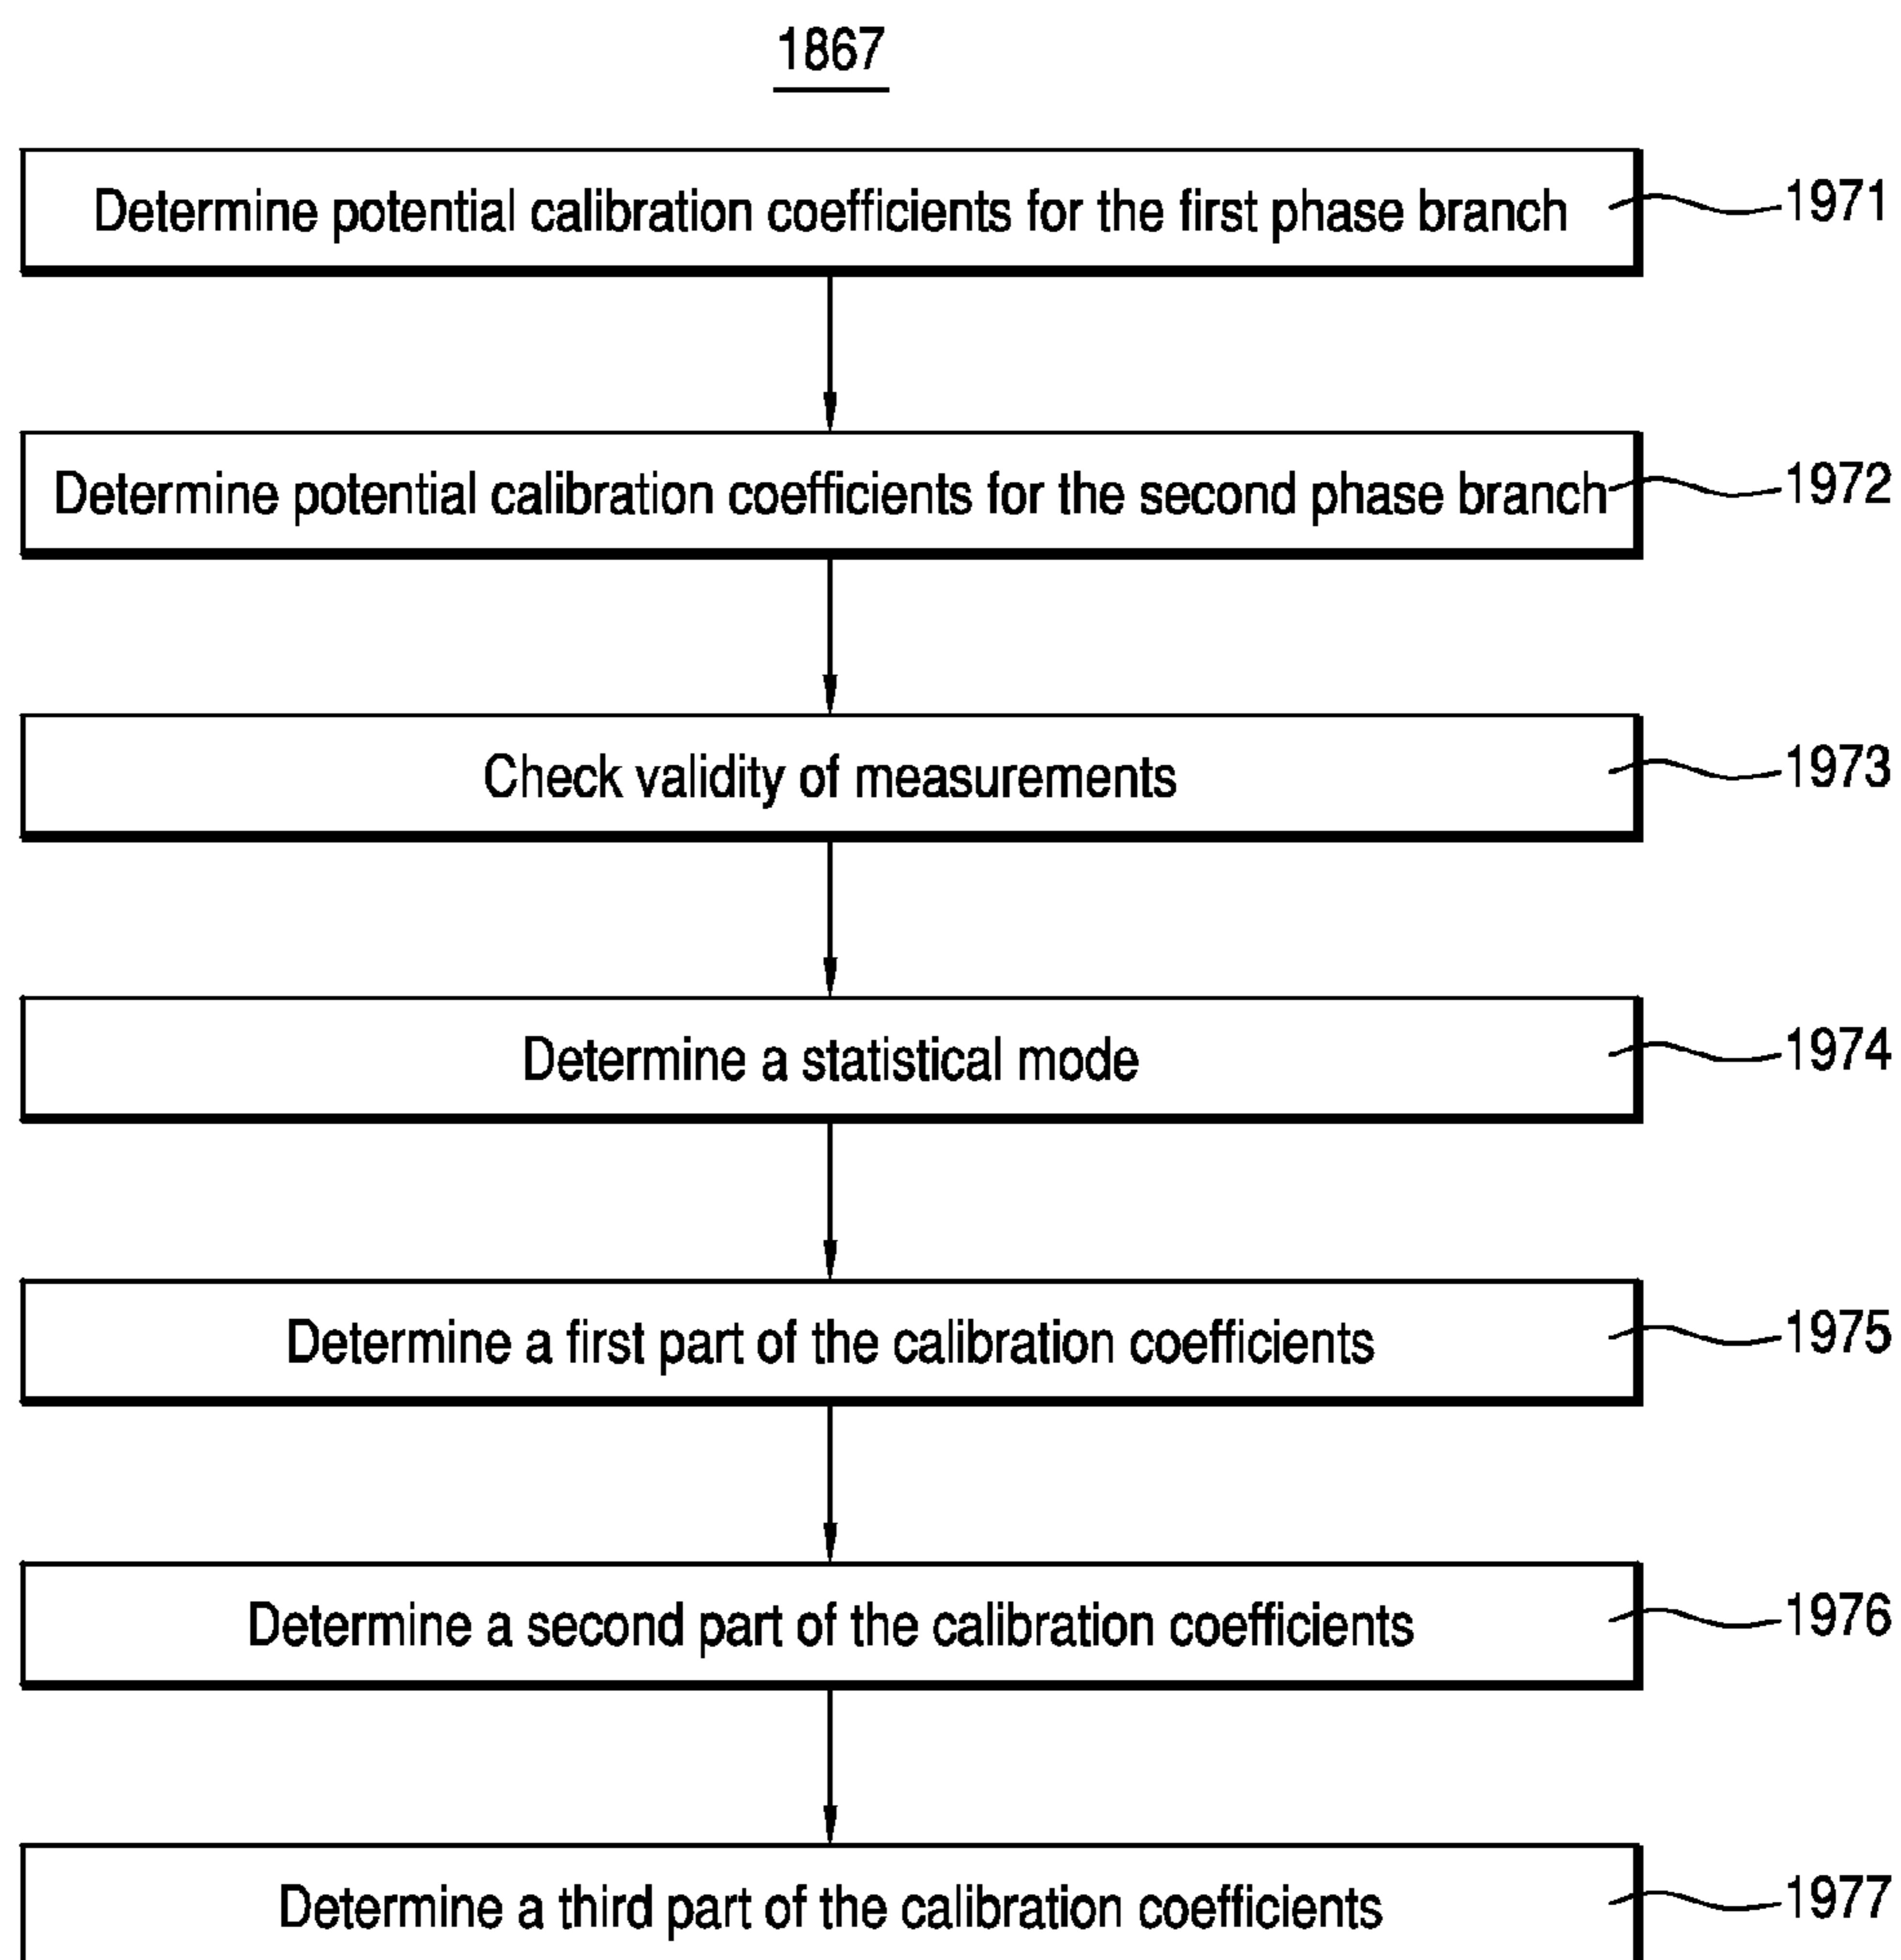 1867
Determine potential calibration coefficients for the first phase branch
1971
Determine potential calibration coefficients for the second phase branch
1972
Check validity of measurements
1973
Determine a statistical mode
1974
Determine a first part of the calibration coefficients
1975
Determine a second part of the calibration coefficients
1976
Determine a third part of the calibration coefficients
1977